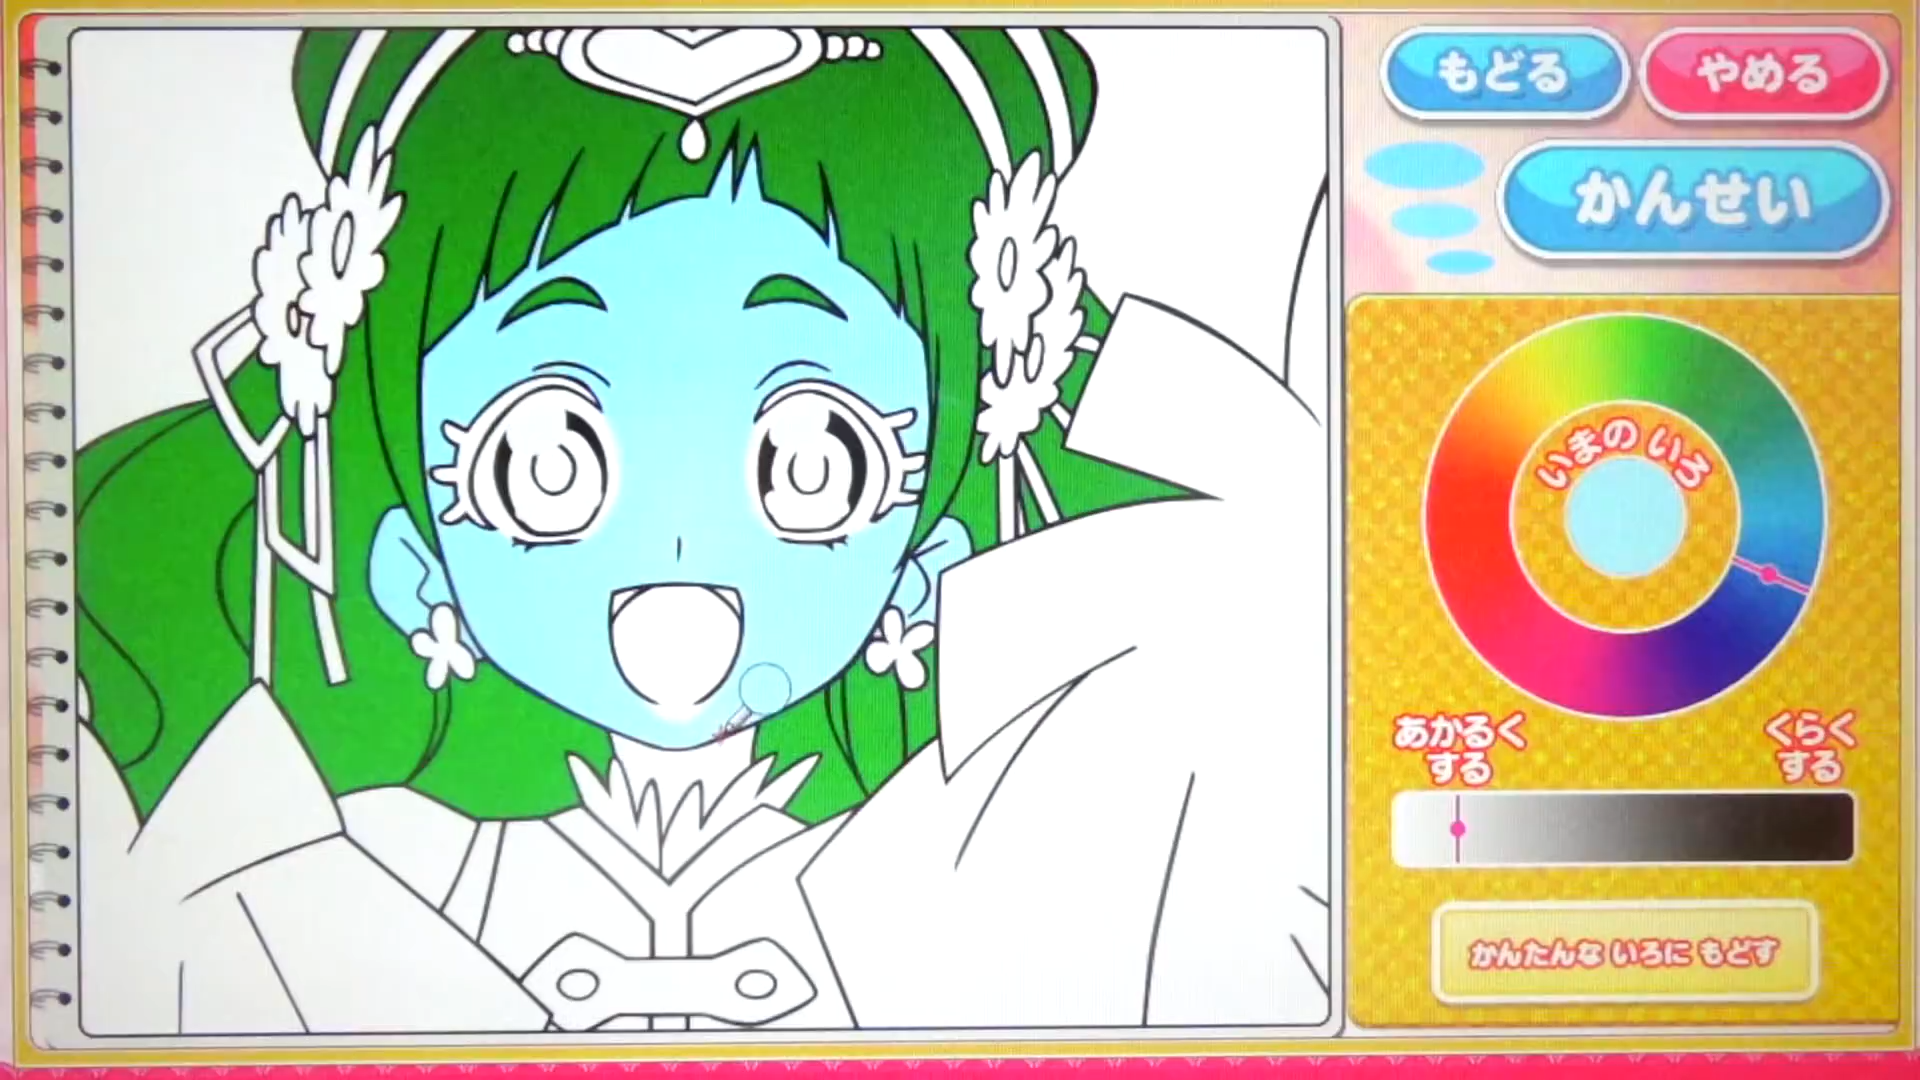 もどる
やめる
かんせい
いまの いろ
あかるく
する
くらく
する
かんたんな いろに もどす